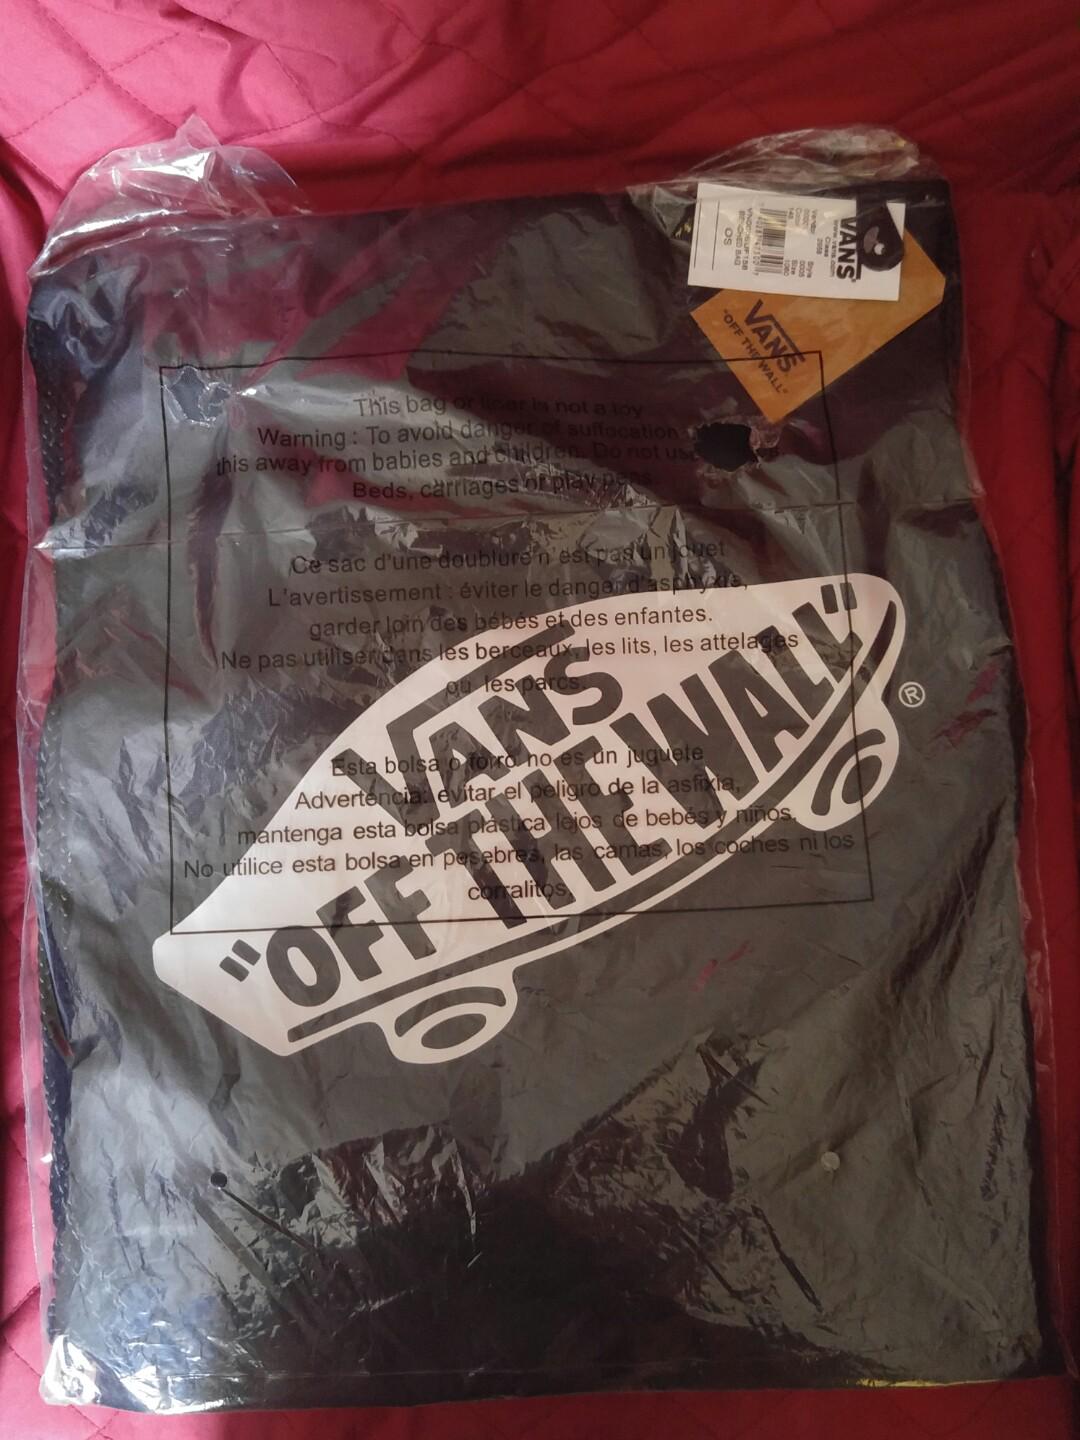 VANS
www.vans.com
BENCHED BAG
OS
VANS
"OFF THE WALL"
This bag or liner is not a toy
Warning : To avoid danger of suffocation
this away from babies and children. Do not use
Beds, carriages or play pens.
Ce sac d'une doublure n'est pas un jouet
L'avertissement : éviter le danger d'asphyxie,
garder loin des bébés et des enfantes.
Ne pas utiliser dans les berceaux, les lits, les attelages
ou les parcs.
Esta bolsa o forro no es un juguete
Advertencia: evitar el peligro de la asfixia,
mantenga esta bolsa plástica lejos de bebés y niños.
No utilice esta bolsa en pesebres, las camas, los coches ni los
corralitos.
VANS
"OFF THE WALL"
®